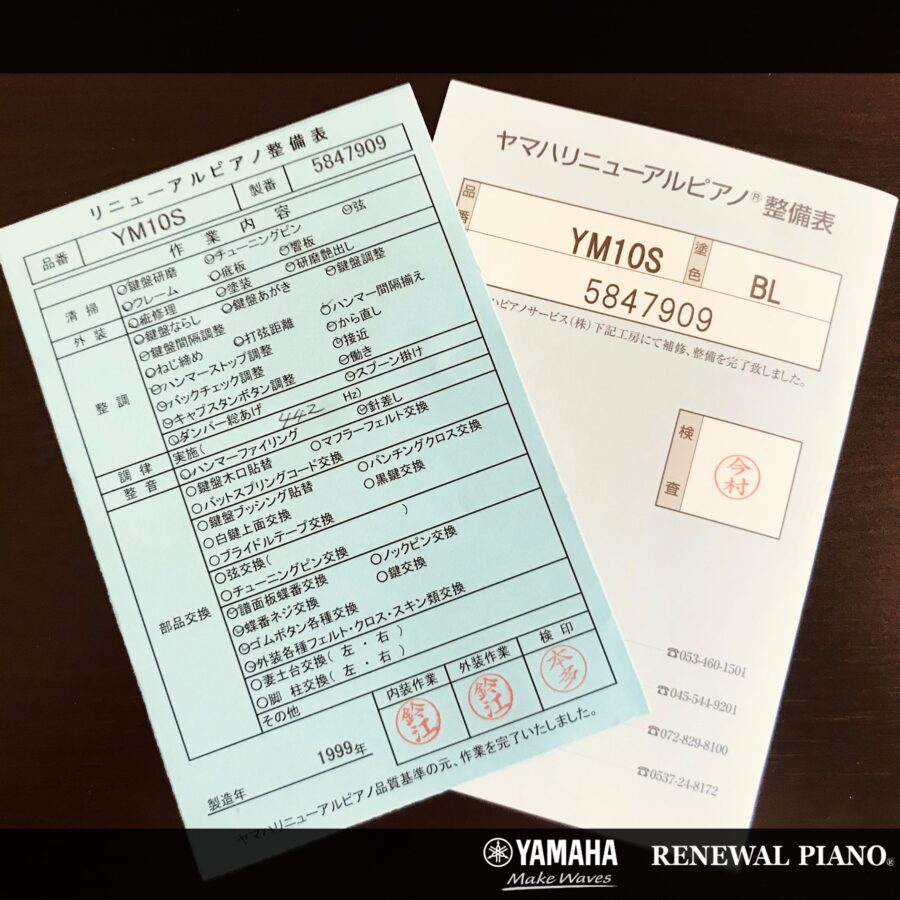 リニューアルピアノ整備表
品番 YM10S 製番 5847909
作業内容
清掃 鍵盤研磨 チューニングピン 弦
フレーム 底板 響板
外装 疵修理 塗装 研磨艶出し
整調 鍵盤ならし 鍵盤あがき 鍵盤調整
鍵盤間隔調整
ねじ締め 打弦距離 ハンマー間隔揃え
ハンマーストップ調整 から直し
バックチェック調整 接近
キャプスタンボタン調整 働き
ダンパー総あげ スプーン掛け
調律 実施( 442 Hz)
整音 ハンマーファイリング 針差し
部品交換 鍵盤木口貼替 マフラーフェルト交換
バットスプリングコード交換
鍵盤ブッシング貼替 パンチングクロス交換
白鍵上面交換 黒鍵交換
ブライドルテープ交換
弦交換( )
チューニングピン交換 ノックピン交換
譜面板蝶番交換 鍵交換
蝶番ネジ交換
ゴムボタン各種交換
外装各種フェルト・クロス・スキン類交換
妻土台交換(左・右)
脚 柱交換(左・右)
その他
内装作業 外装作業 検印
鈴江 鈴江 本多
製造年 1999年
ヤマハリニューアルピアノ品質基準の元、作業を完了いたしました。
ヤマハリニューアルピアノ® 整備表
品番 YM10S 塗色 BL
5847909
ハピアノサービス(株)下記工房にて補修、整備を完了致しました。
検査 今村
☎053-460-1501
☎045-544-9201
☎072-829-8100
☎0537-24-8172
YAMAHA RENEWAL PIANO®
Make Waves